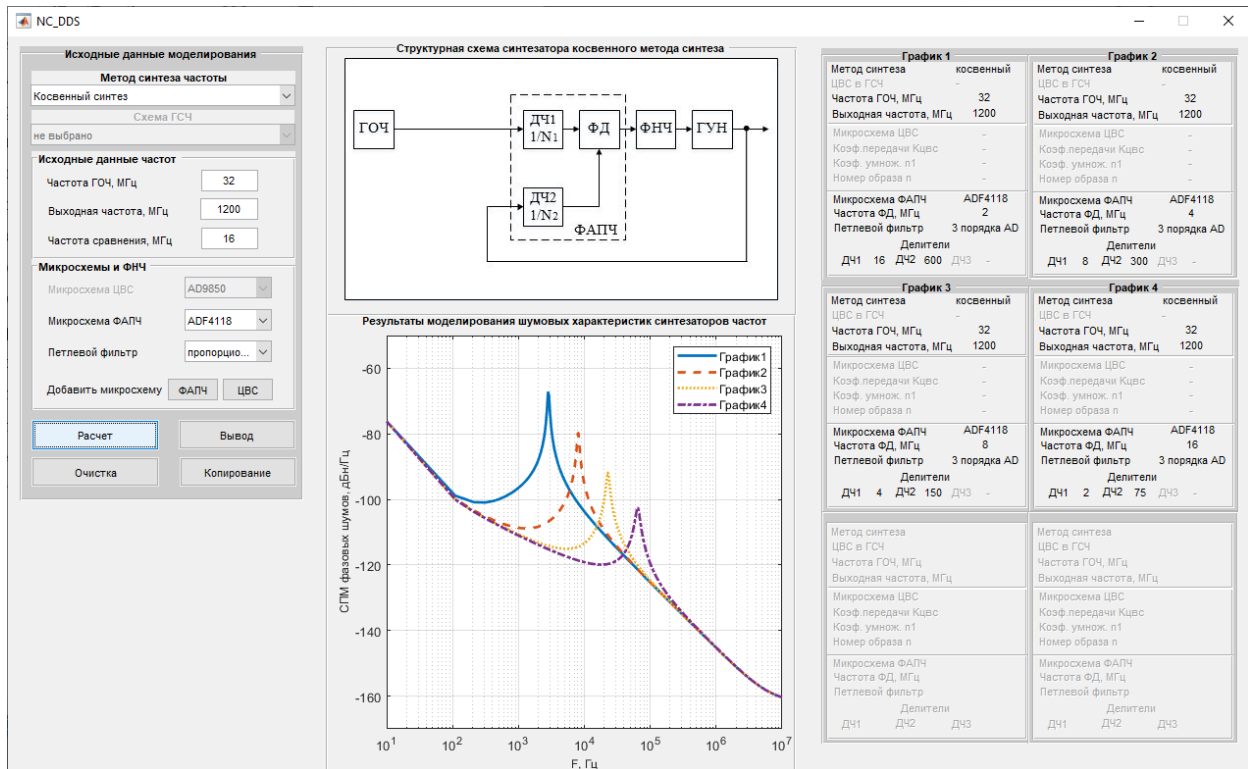 NC_DDS
Исходные данные моделирования
Метод синтеза частоты
Косвенный синтез
Схема ГСЧ
не выбрано
Исходные данные частот
Частота ГОЧ, МГц 32
Выходная частота, МГц 1200
Частота сравнения, МГц 16
Микросхемы и ФНЧ
Микросхема ЦВС AD9850
Микросхема ФАПЧ ADF4118
Петлевой фильтр пропорцио...
Добавить микросхему ФАПЧ ЦВС
Расчет Вывод
Очистка Копирование
Структурная схема синтезатора косвенного метода синтеза
ГОЧ
ДЧ1
1/N1
ФД
ФНЧ
ГУН
ДЧ2
1/N2
ФАПЧ
Результаты моделирования шумовых характеристик синтезаторов частот
График1
График2
График3
График4
СПМ фазовых шумов, дБн/Гц
-60
-80
-100
-120
-140
-160
10^1 10^2 10^3 10^4 10^5 10^6 10^7
F, Гц
График 1
Метод синтеза косвенный
ЦВС в ГСЧ -
Частота ГОЧ, МГц 32
Выходная частота, МГц 1200
Микросхема ЦВС -
Коэф.передачи Кцвс -
Коэф. умнож. n1 -
Номер образа n -
Микросхема ФАПЧ ADF4118
Частота ФД, МГц 2
Петлевой фильтр 3 порядка AD
Делители
ДЧ1 16 ДЧ2 600 ДЧ3 -
График 2
Метод синтеза косвенный
ЦВС в ГСЧ -
Частота ГОЧ, МГц 32
Выходная частота, МГц 1200
Микросхема ЦВС -
Коэф.передачи Кцвс -
Коэф. умнож. n1 -
Номер образа n -
Микросхема ФАПЧ ADF4118
Частота ФД, МГц 4
Петлевой фильтр 3 порядка AD
Делители
ДЧ1 8 ДЧ2 300 ДЧ3 -
График 3
Метод синтеза косвенный
ЦВС в ГСЧ -
Частота ГОЧ, МГц 32
Выходная частота, МГц 1200
Микросхема ЦВС -
Коэф.передачи Кцвс -
Коэф. умнож. n1 -
Номер образа n -
Микросхема ФАПЧ ADF4118
Частота ФД, МГц 8
Петлевой фильтр 3 порядка AD
Делители
ДЧ1 4 ДЧ2 150 ДЧ3 -
График 4
Метод синтеза косвенный
ЦВС в ГСЧ -
Частота ГОЧ, МГц 32
Выходная частота, МГц 1200
Микросхема ЦВС -
Коэф.передачи Кцвс -
Коэф. умнож. n1 -
Номер образа n -
Микросхема ФАПЧ ADF4118
Частота ФД, МГц 16
Петлевой фильтр 3 порядка AD
Делители
ДЧ1 2 ДЧ2 75 ДЧ3 -
Метод синтеза
ЦВС в ГСЧ
Частота ГОЧ, МГц
Выходная частота, МГц
Микросхема ЦВС
Коэф.передачи Кцвс
Коэф. умнож. n1
Номер образа n
Микросхема ФАПЧ
Частота ФД, МГц
Петлевой фильтр
Делители
ДЧ1 ДЧ2 ДЧ3
Метод синтеза
ЦВС в ГСЧ
Частота ГОЧ, МГц
Выходная частота, МГц
Микросхема ЦВС
Коэф.передачи Кцвс
Коэф. умнож. n1
Номер образа n
Микросхема ФАПЧ
Частота ФД, МГц
Петлевой фильтр
Делители
ДЧ1 ДЧ2 ДЧ3